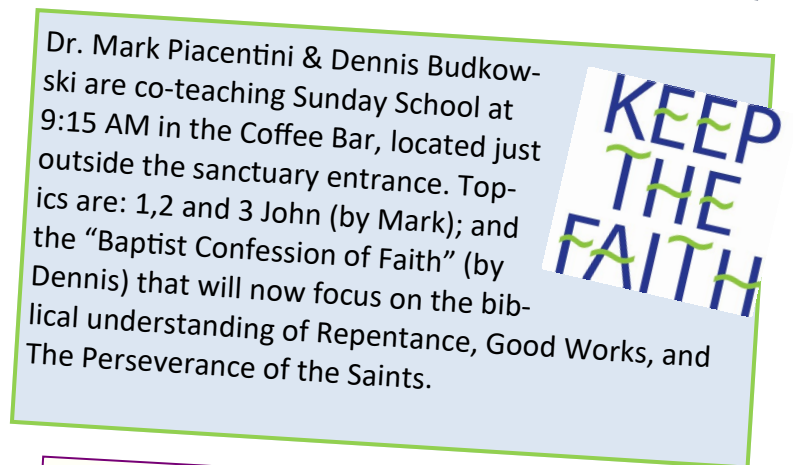 Dr. Mark Piacentini & Dennis Budkow-
ski are co-teaching Sunday School at
9:15 AM in the Coffee Bar, located just
outside the sanctuary entrance. Top-
ics are: 1,2 and 3 John (by Mark); and
the “Baptist Confession of Faith” (by
Dennis) that will now focus on the bib-
lical understanding of Repentance, Good Works, and
The Perseverance of the Saints.
KEEP
THE
FAITH